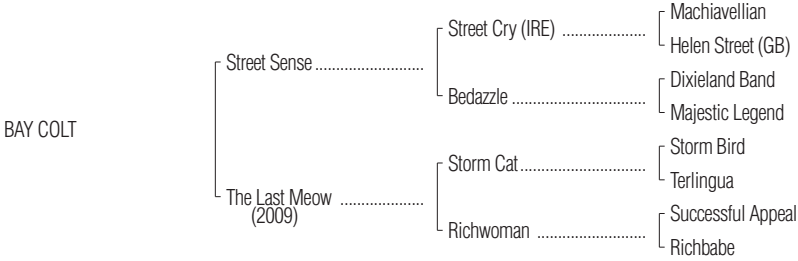 Machiavellian
Street Cry (IRE) ....................
Helen Street (GB)
Street Sense ..........................
Dixieland Band
Bedazzle ................................
Majestic Legend
BAY COLT
Storm Bird
Storm Cat ..............................
Terlingua
The Last Meow ....................
(2009)
Successful Appeal
Richwoman ..........................
Richbabe